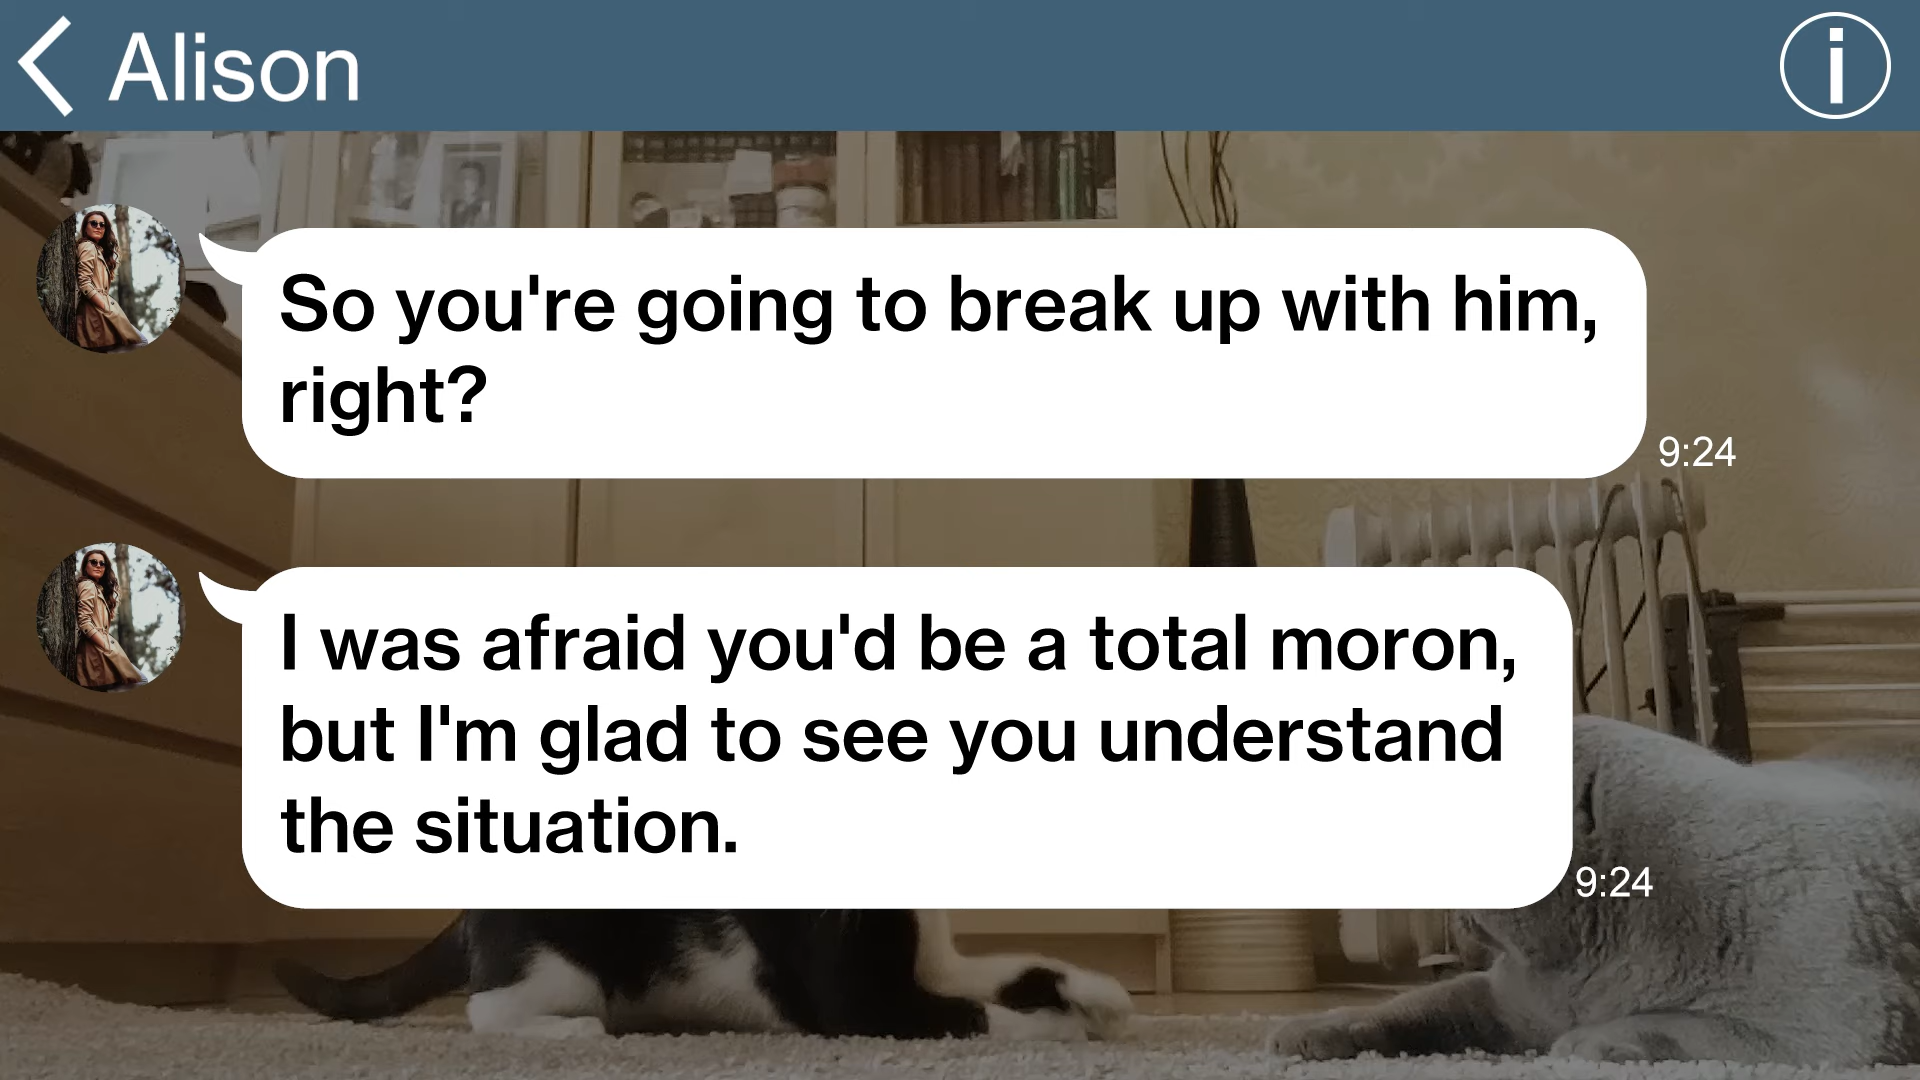 Alison
So you're going to break up with him,
right?
9:24
I was afraid you'd be a total moron,
but I'm glad to see you understand
the situation.
9:24